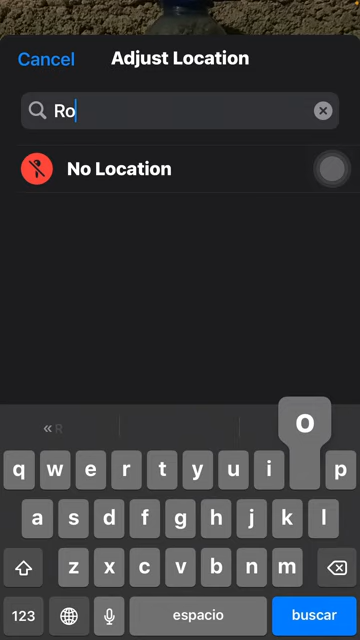 Cancel Adjust Location
Ro
No Location
« R
o
q w e r t y u i p
a s d f g h j k l
z x c v b n m
123 espacio buscar